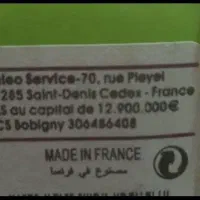 leo Service-70, rue Pleyel
285 Saint-Denis Cedex - France
S au capital de 12.900.000€
CS Bobigny 306486408
MADE IN FRANCE
صنوع في فرنسا